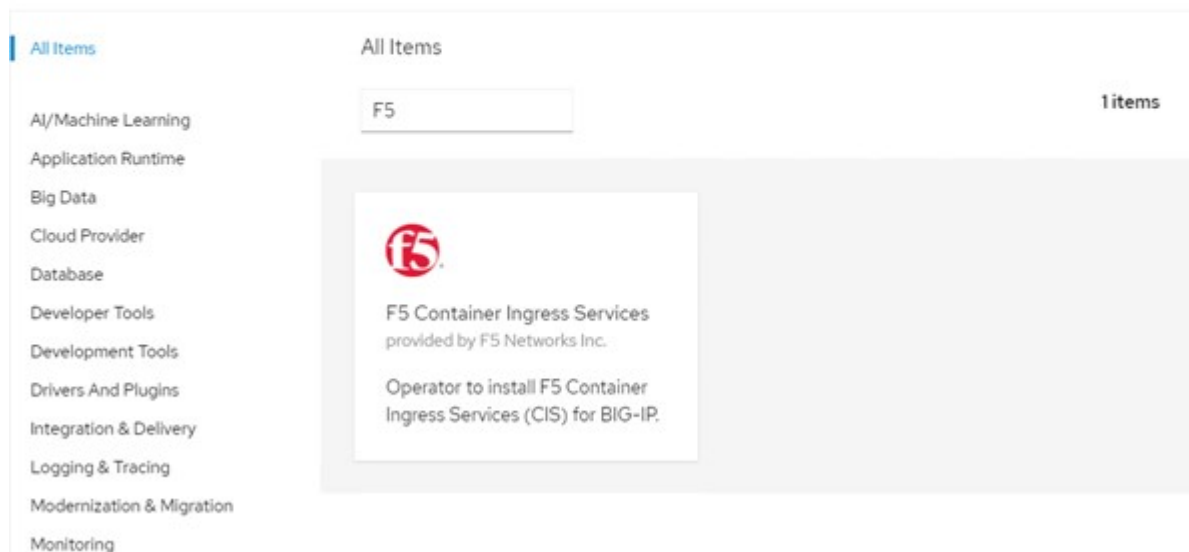 All Items
AI/Machine Learning
Application Runtime
Big Data
Cloud Provider
Database
Developer Tools
Development Tools
Drivers And Plugins
Integration & Delivery
Logging & Tracing
Modernization & Migration
Monitoring
All Items
F5
1 items
f5
F5 Container Ingress Services
provided by F5 Networks Inc.
Operator to install F5 Container
Ingress Services (CIS) for BIG-IP.